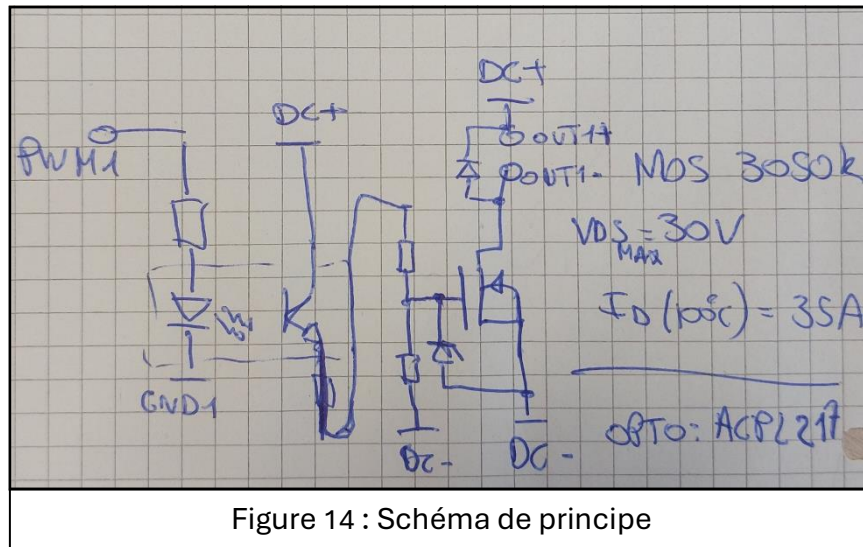 PWM1
GND1
DC+
DC+
OUT1+
OUT1-
DC-
DC-
MOS 3050k
VDS MAX = 30V
ID (100°C) = 35A
OPTO: ACPL217
Figure 14 : Schéma de principe